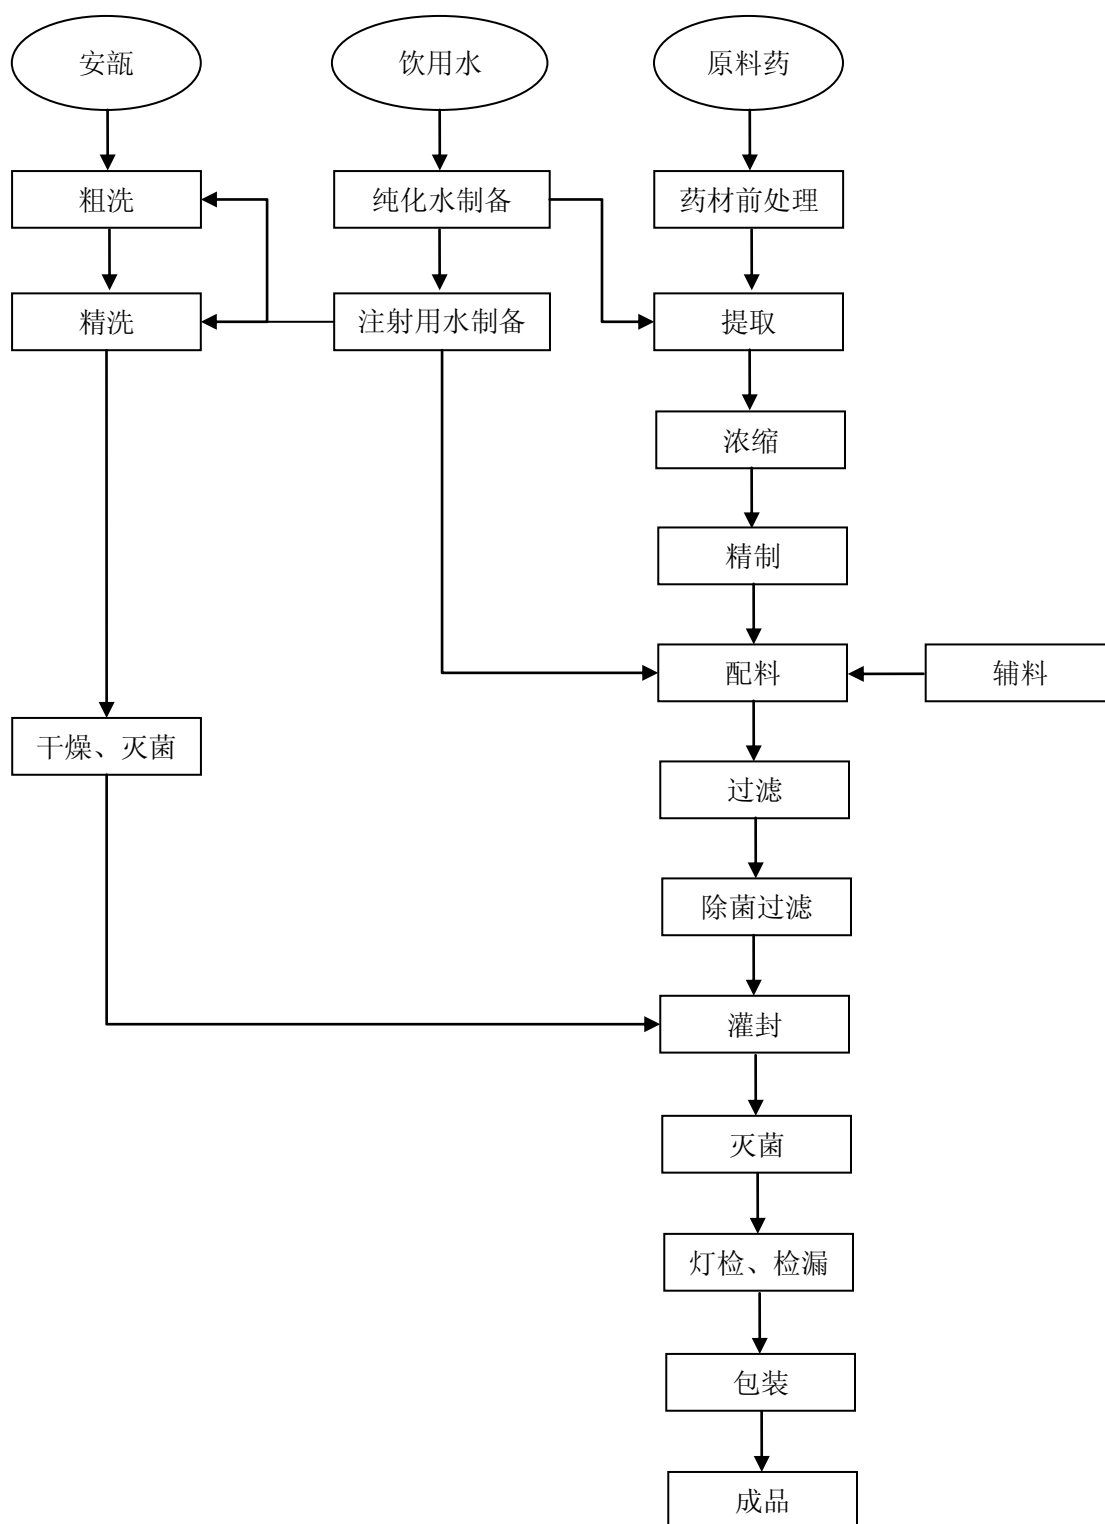 安瓿
饮用水
原料药
粗洗
纯化水制备
药材前处理
精洗
注射用水制备
提取
浓缩
精制
配料
辅料
干燥、灭菌
过滤
除菌过滤
灌封
灭菌
灯检、检漏
包装
成品